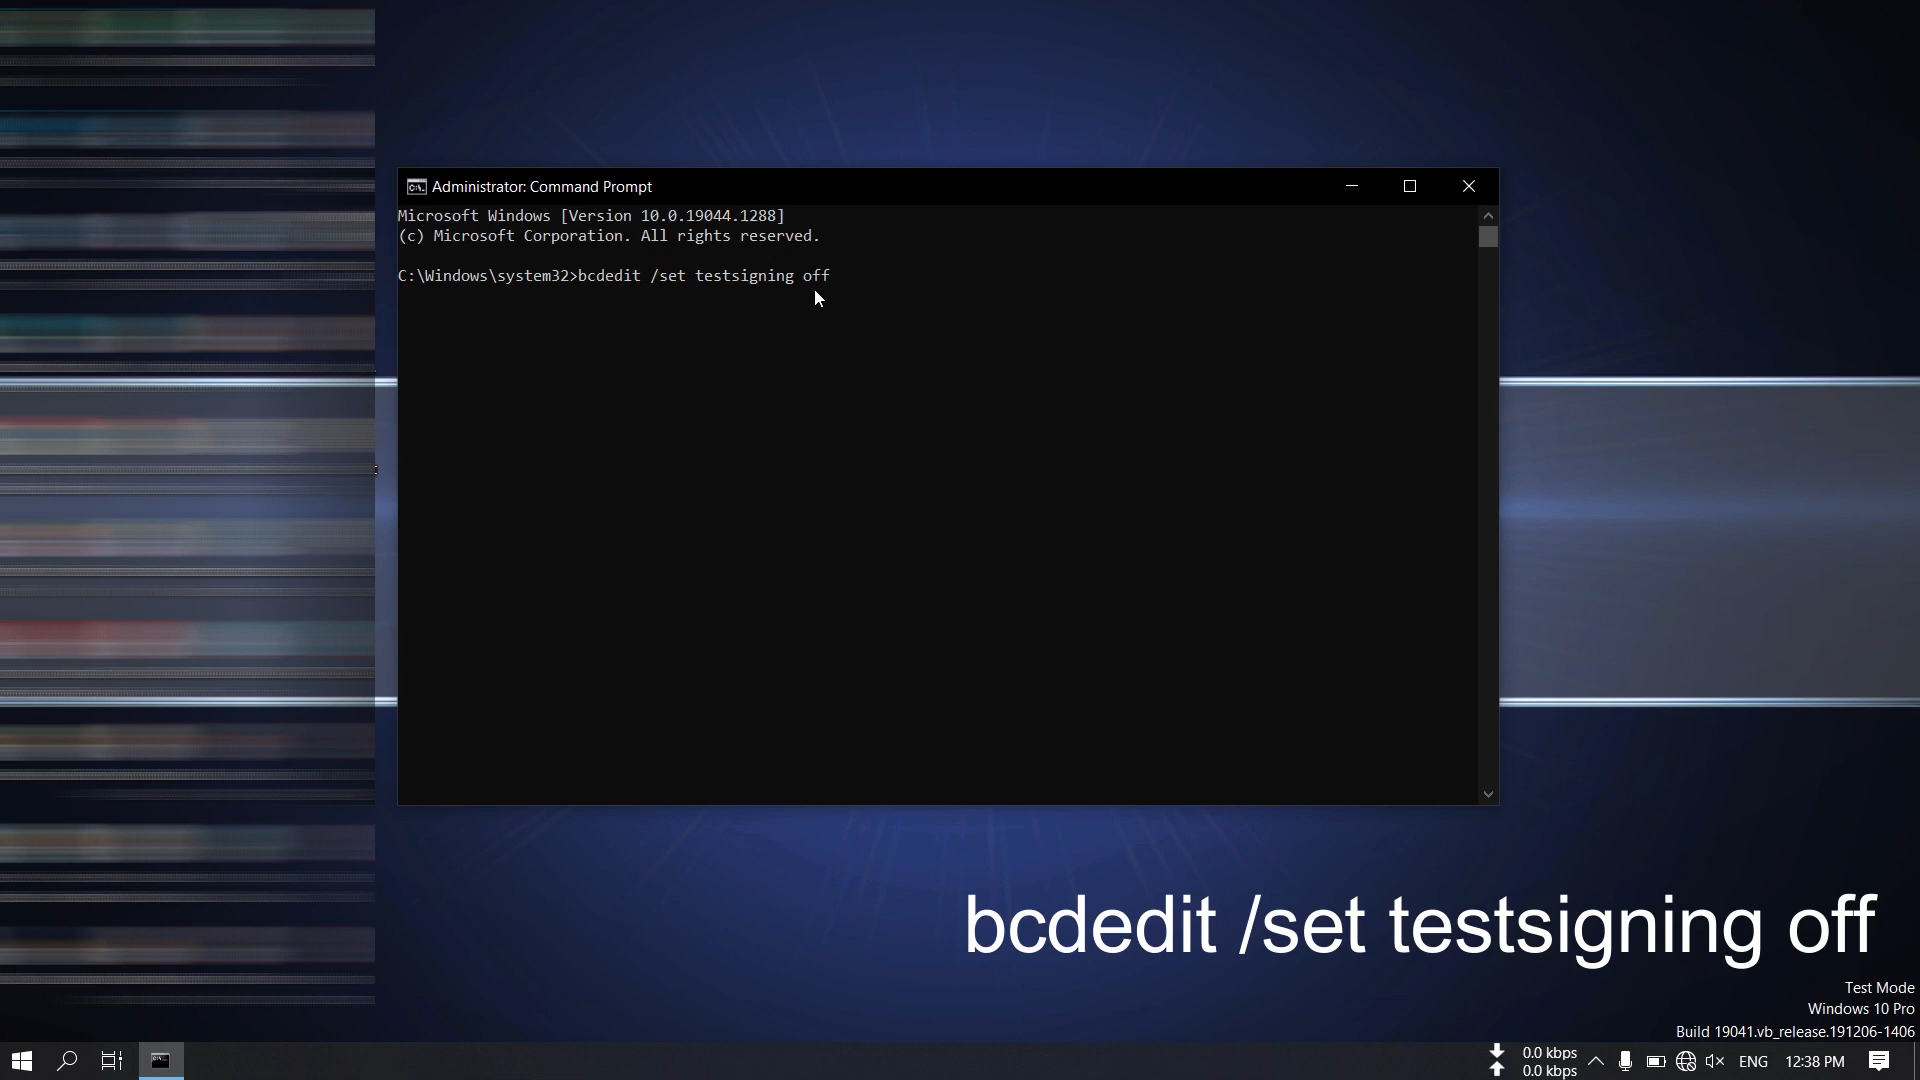 Administrator: Command Prompt
Microsoft Windows [Version 10.0.19044.1288]
(c) Microsoft Corporation. All rights reserved.
C:\Windows\system32>bcdedit /set testsigning off
bcdedit /set testsigning off
Test Mode
Windows 10 Pro
Build 19041.vb_release.191206-1406
0.0 kbps
0.0 kbps
ENG
12:38 PM